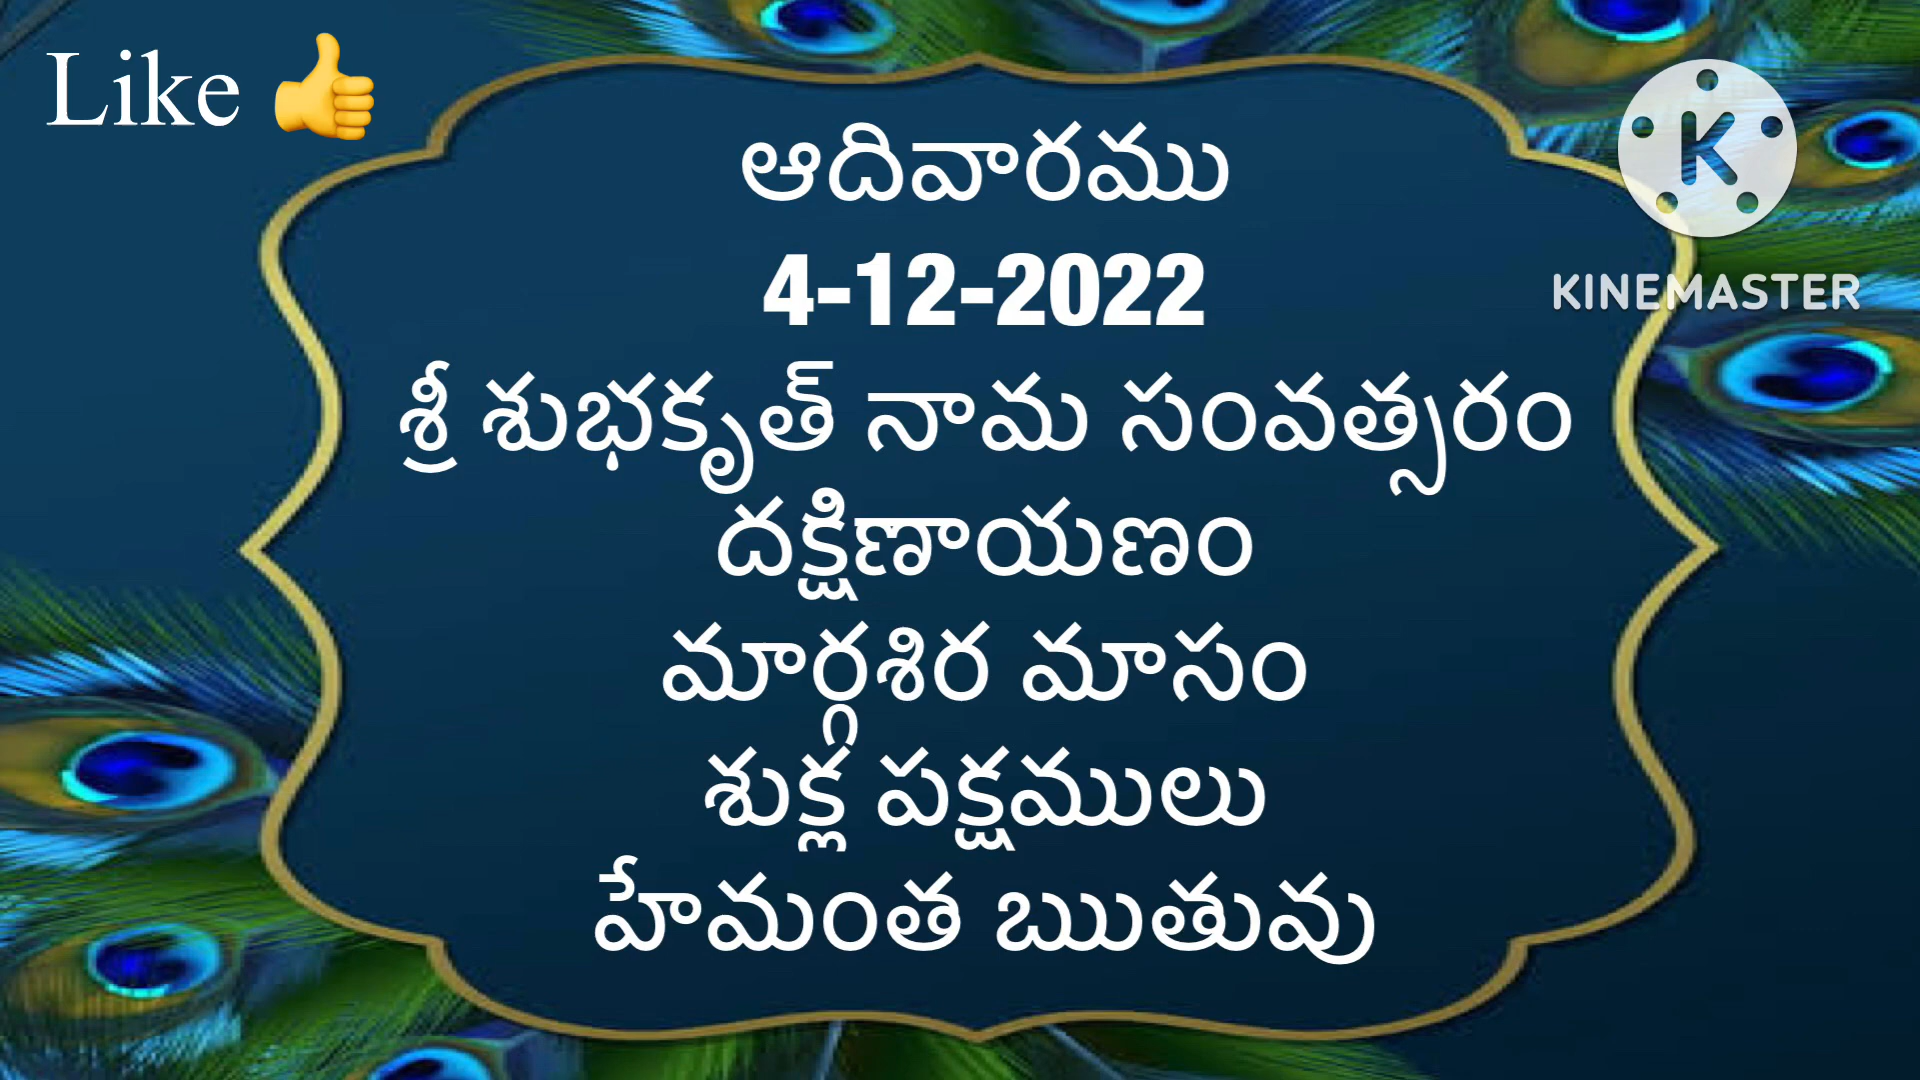 Like 👍
ఆదివారము
4-12-2022
శ్రీ శుభకృత్ నామ సంవత్సరం
దక్షిణాయణం
మార్గశిర మాసం
శుక్ల పక్షములు
హేమంత ఋతువు
K
KINEMASTER